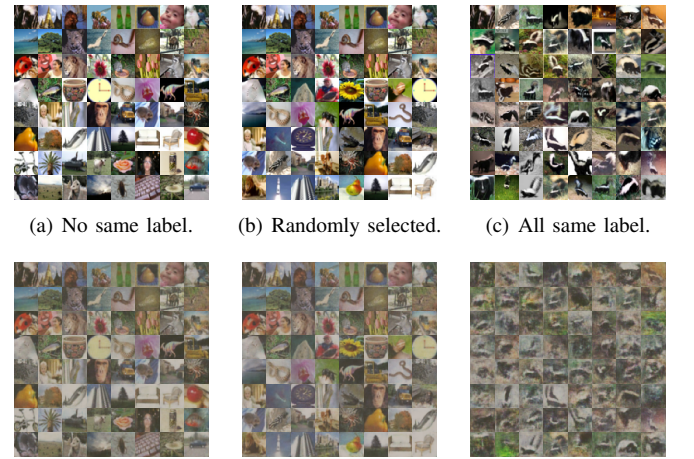 (a) No same label.
(b) Randomly selected.
(c) All same label.